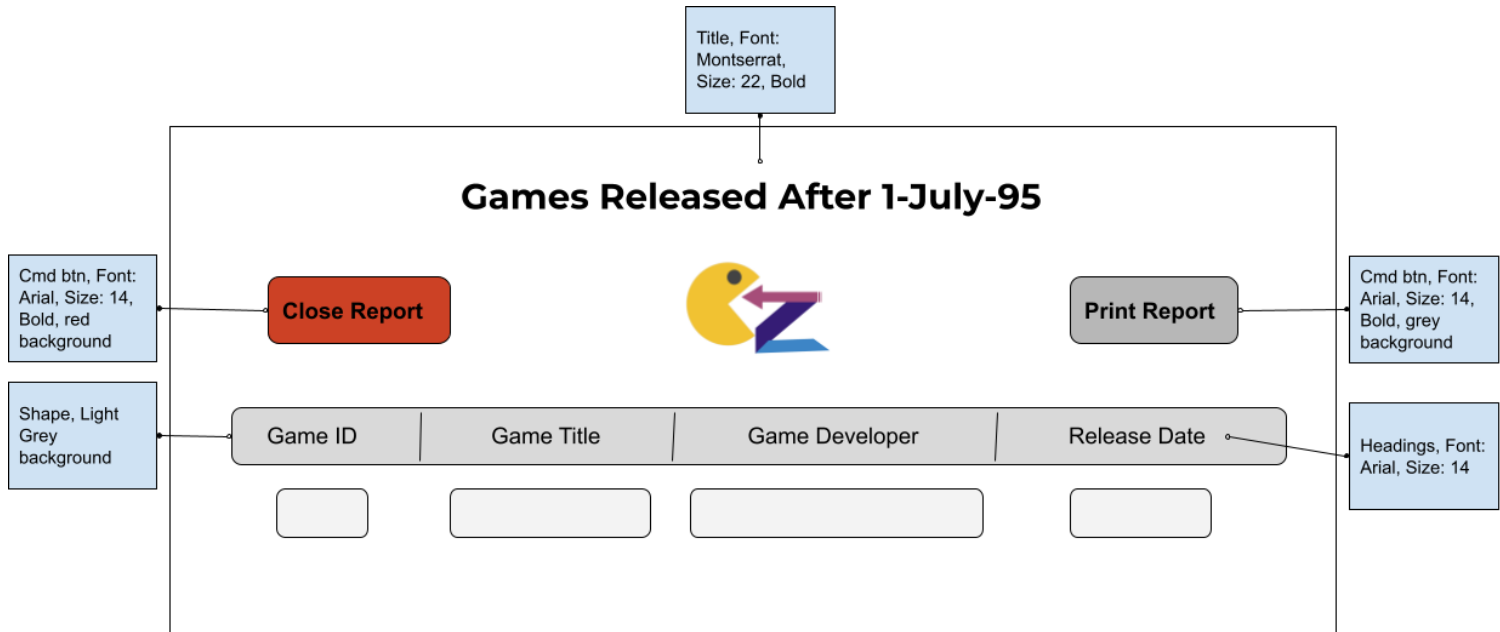 Title, Font:
Montserrat,
Size: 22, Bold
Games Released After 1-July-95
Cmd btn, Font:
Arial, Size: 14,
Bold, red
background
Close Report
Print Report
Cmd btn, Font:
Arial, Size: 14,
Bold, grey
background
Shape, Light
Grey
background
Game ID
Game Title
Game Developer
Release Date
Headings, Font:
Arial, Size: 14